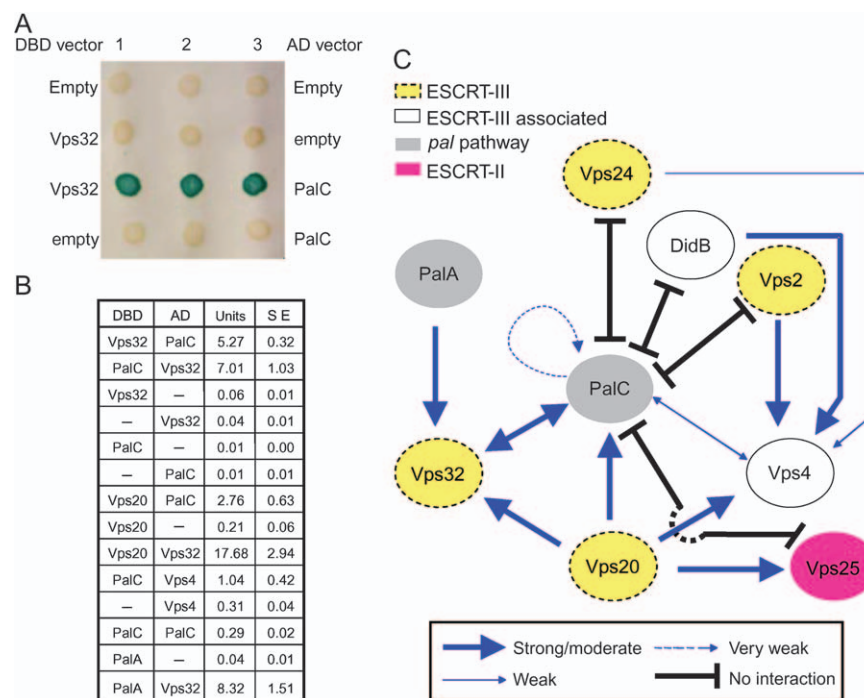 A
DBD vector 1 2 3 AD vector
Empty Empty
Vps32 empty
Vps32 PalC
empty PalC
B
DBD AD Units S E
Vps32 PalC 5.27 0.32
PalC Vps32 7.01 1.03
Vps32 — 0.06 0.01
— Vps32 0.04 0.01
PalC — 0.01 0.00
— PalC 0.01 0.01
Vps20 PalC 2.76 0.63
Vps20 — 0.21 0.06
Vps20 Vps32 17.68 2.94
PalC Vps4 1.04 0.42
— Vps4 0.31 0.04
PalC PalC 0.29 0.02
PalA — 0.04 0.01
PalA Vps32 8.32 1.51
C
ESCRT-III
ESCRT-III associated
pal pathway
ESCRT-II
Vps24
DidB
PalA
Vps2
PalC
Vps32
Vps4
Vps20
Vps25
Strong/moderate
Very weak
Weak
No interaction